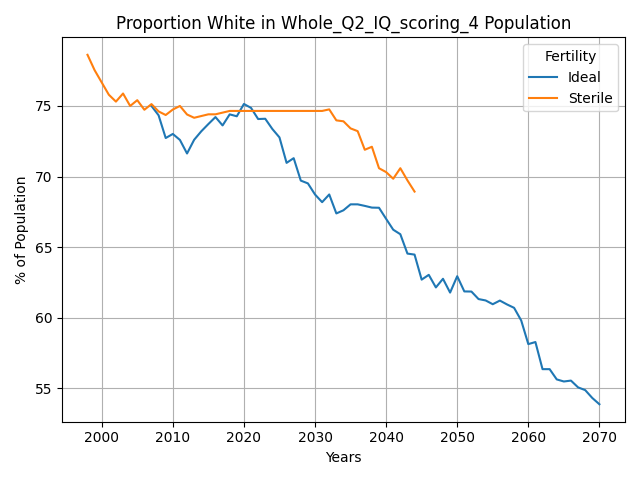 Proportion White in Whole_Q2_IQ_scoring_4 Population
Fertility
Ideal
Sterile
% of Population
75
70
65
60
55
2000 2010 2020 2030 2040 2050 2060 2070
Years